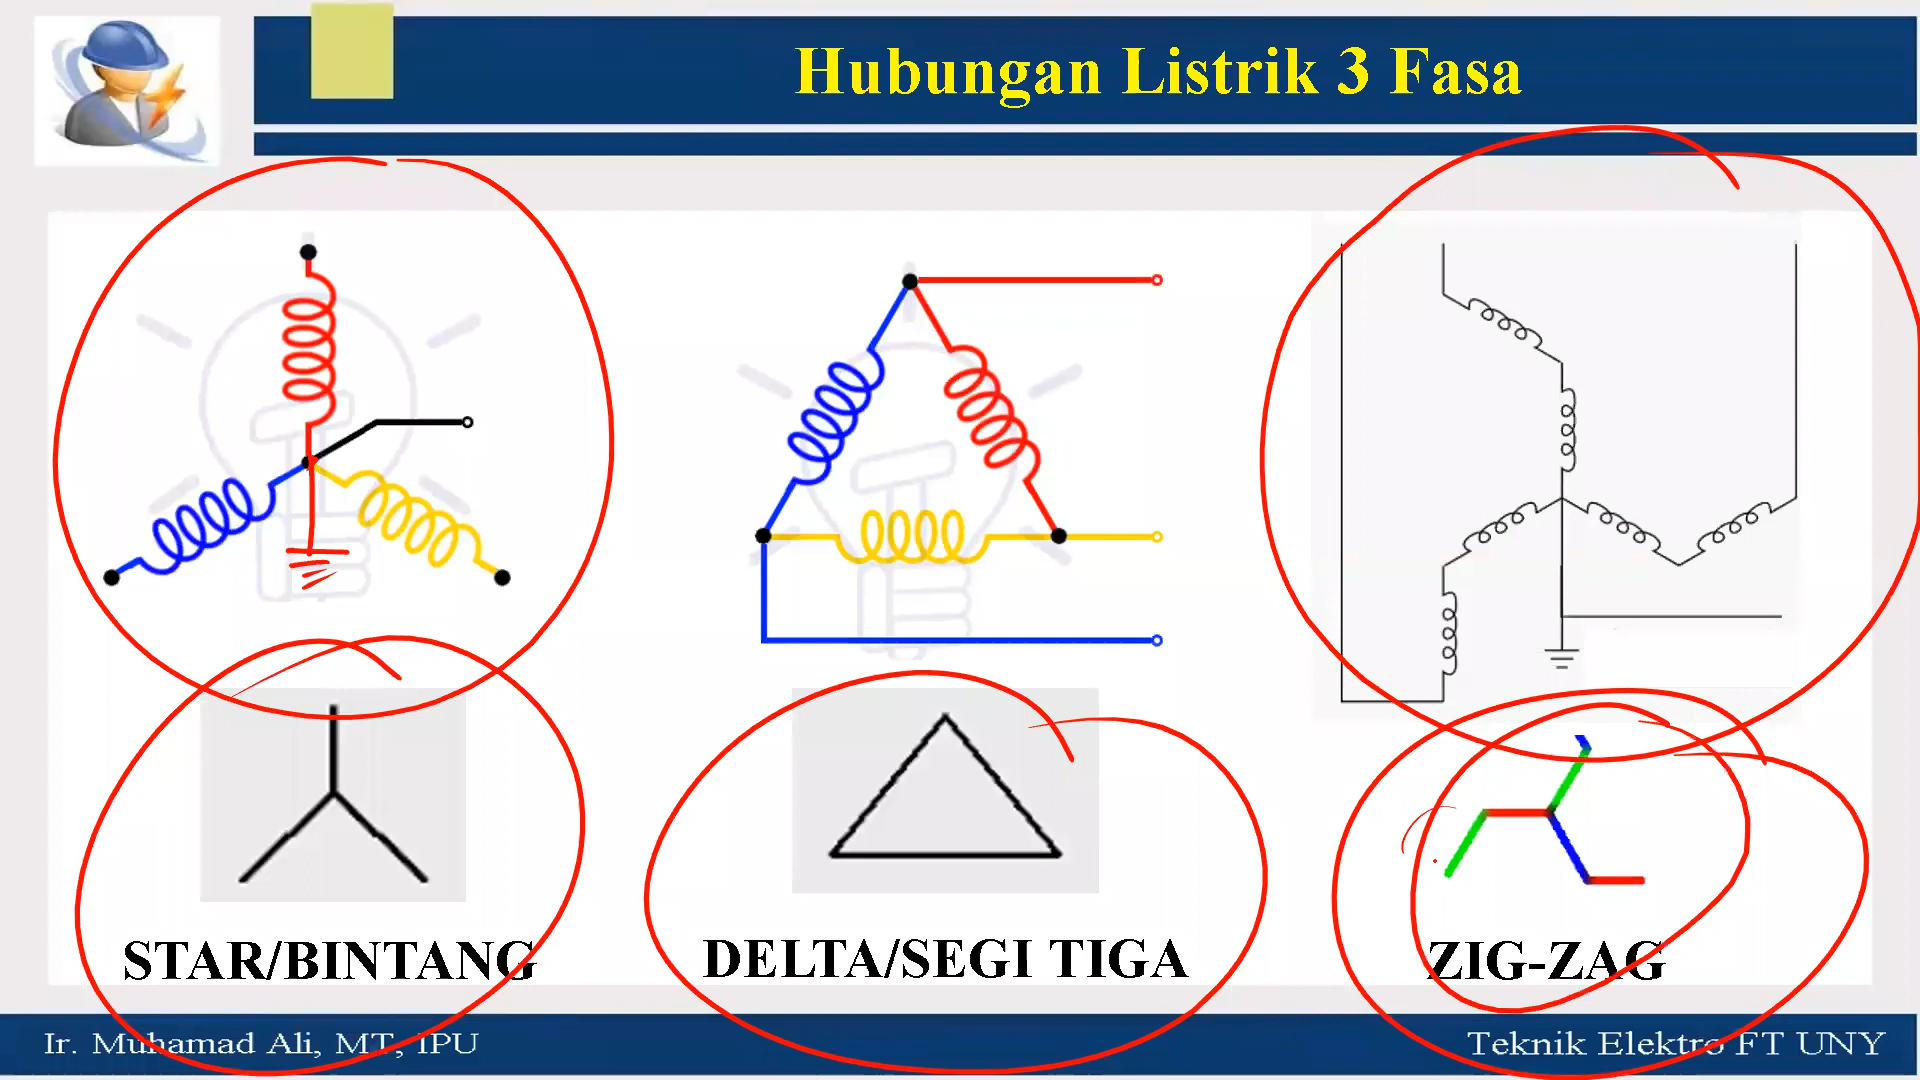 Hubungan Listrik 3 Fasa
STAR/BINTANG
DELTA/SEGI TIGA
ZIG-ZAG
Ir. Muhamad Ali, MT, IPU
Teknik Elektro FT UNY